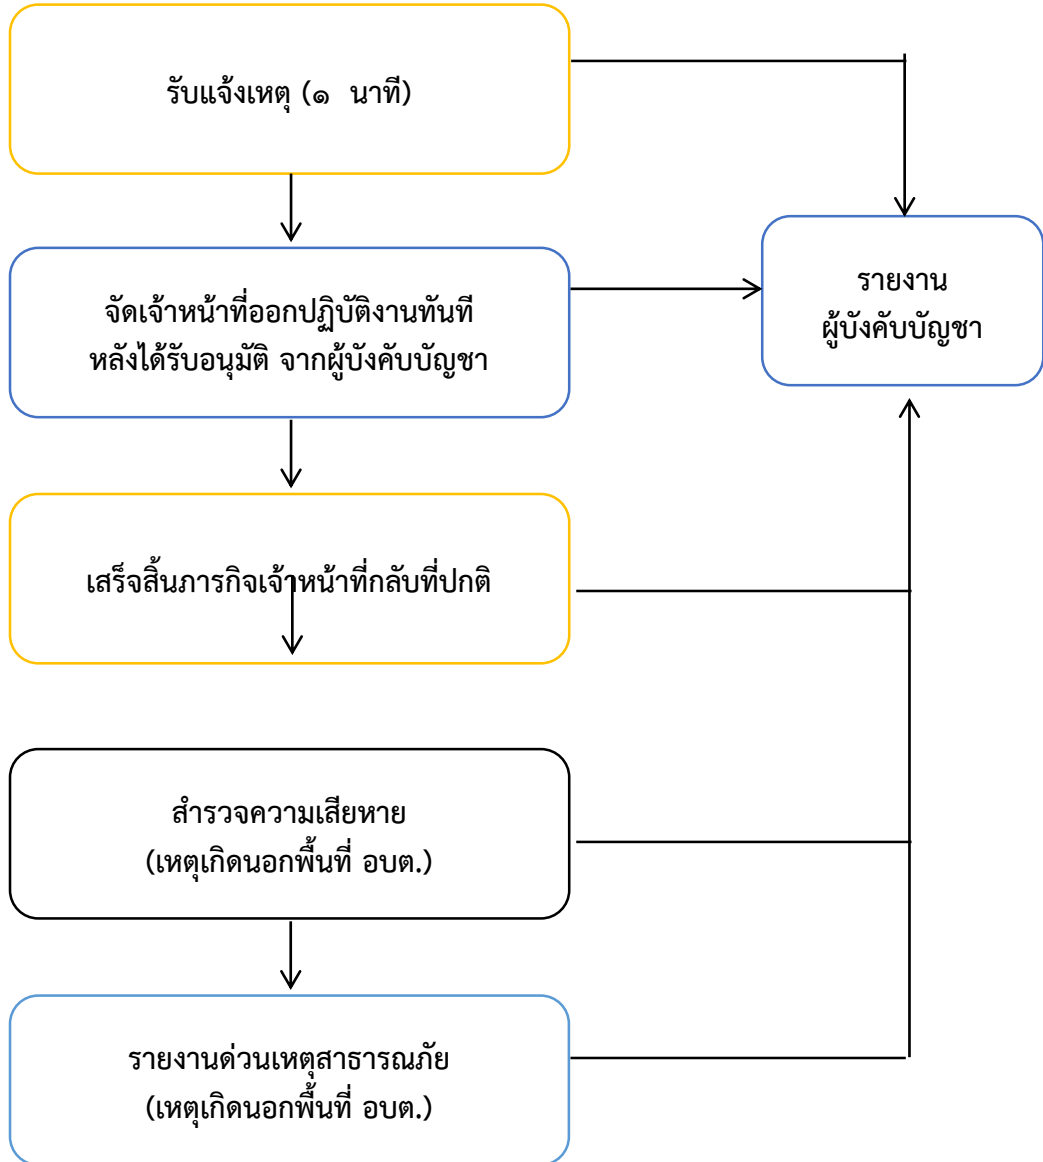 รับแจ้งเหตุ (๑ นาที)
จัดเจ้าหน้าที่ออกปฏิบัติงานทันที
หลังได้รับอนุมัติ จากผู้บังคับบัญชา
รายงาน
ผู้บังคับบัญชา
เสร็จสิ้นภารกิจเจ้าหน้าที่กลับที่ปกติ
สำรวจความเสียหาย
(เหตุเกิดนอกพื้นที่ อบต.)
รายงานด่วนเหตุสาธารณภัย
(เหตุเกิดนอกพื้นที่ อบต.)